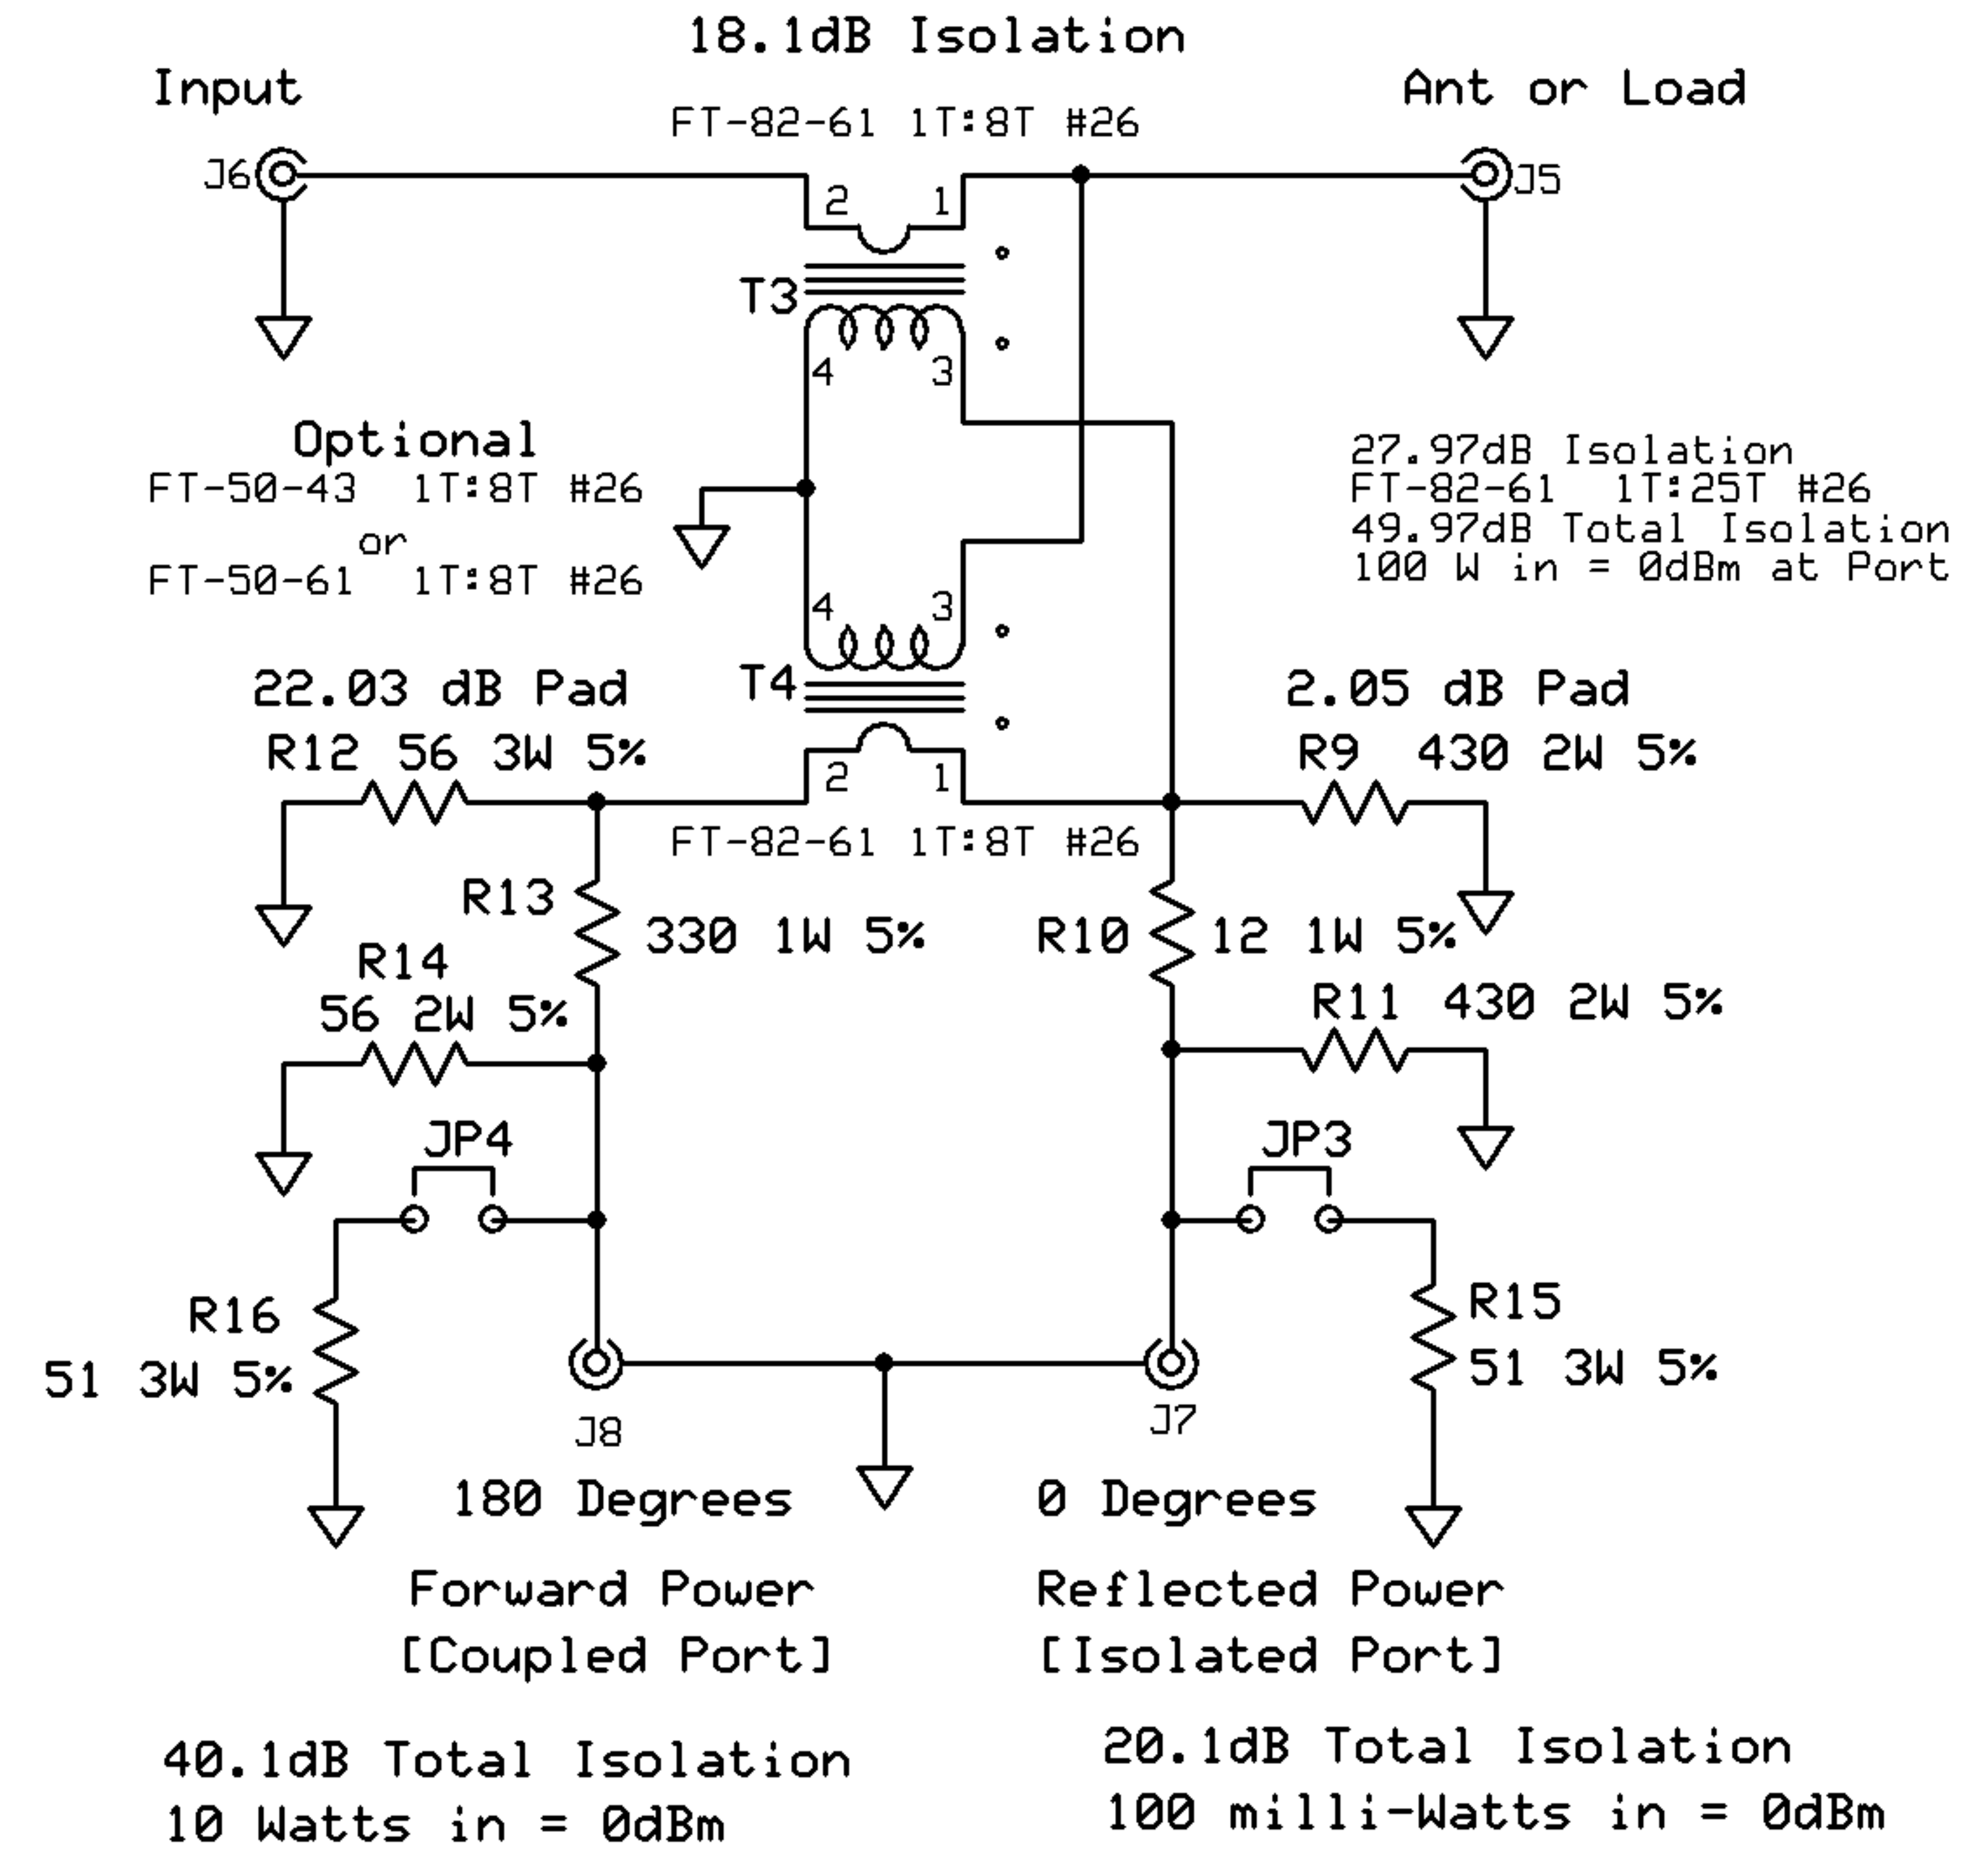 18.1dB Isolation
Input
Ant or Load
FT-82-61 1T:8T #26
J6
J5
2 1
T3
4 3
Optional
FT-50-43 1T:8T #26
or
FT-50-61 1T:8T #26
27.97dB Isolation
FT-82-61 1T:25T #26
49.97dB Total Isolation
100 W in = 0dBm at Port
4 3
T4
2 1
FT-82-61 1T:8T #26
22.03 dB Pad
R12 56 3W 5%
2.05 dB Pad
R9 430 2W 5%
R13
330 1W 5%
R10 12 1W 5%
R14
56 2W 5%
R11 430 2W 5%
JP4
JP3
R16
51 3W 5%
R15
51 3W 5%
J8
J7
180 Degrees
0 Degrees
Forward Power
[Coupled Port]
Reflected Power
[Isolated Port]
40.1dB Total Isolation
10 Watts in = 0dBm
20.1dB Total Isolation
100 milli-Watts in = 0dBm